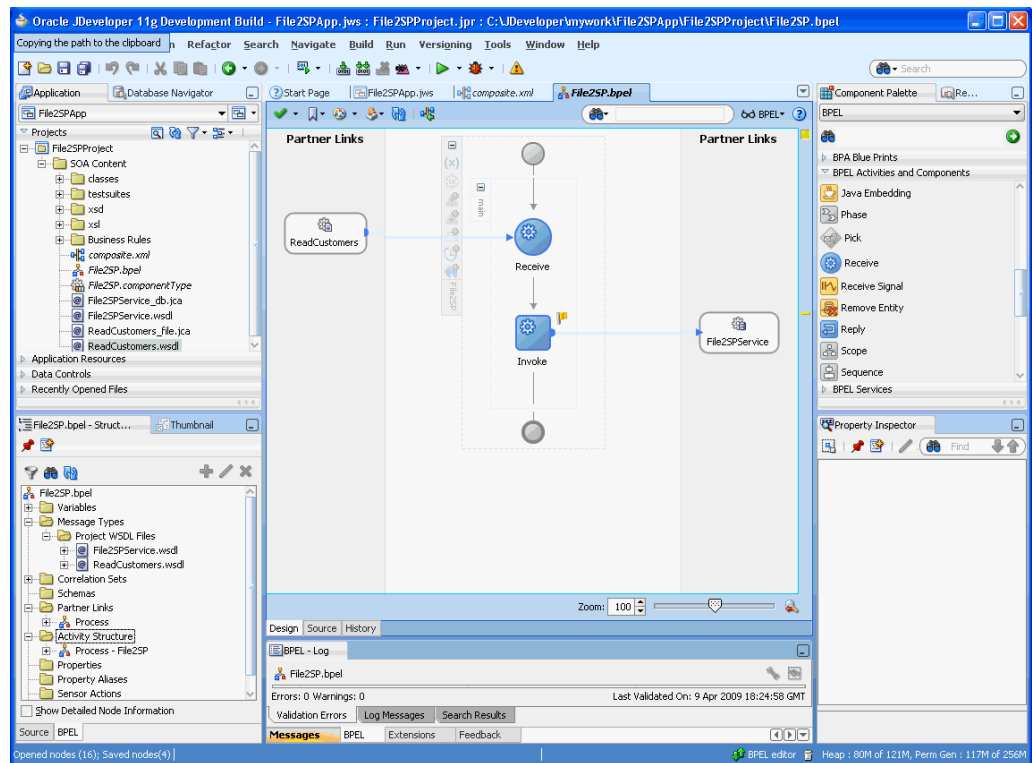 Oracle JDeveloper 11g Development Build - File2SPApp.jws : File2SPProject.jpr : C:\JDeveloper\mywork\File2SPApp\File2SPProject\File2SP.bpel
Copying the path to the clipboard n Refactor Search Navigate Build Run Versigning Tools Window Help
Search
Application Database Navigator
Start Page File2SPApp.jws composite.xml File2SP.bpel
Component Palette Re...
File2SPApp
BPEL
BPEL
Projects
File2SPProject
SOA Content
classes
testsuites
xsd
xsl
Business Rules
composite.xml
File2SP.bpel
File2SP.componentType
File2SPService_db.jca
File2SPService.wsdl
ReadCustomers_file.jca
ReadCustomers.wsdl
Application Resources
Data Controls
Recently Opened Files
Partner Links
Partner Links
main
ReadCustomers
Receive
File2SP
Invoke
File2SPService
BPA Blue Prints
BPEL Activities and Components
Java Embedding
Phase
Pick
Receive
Receive Signal
Remove Entity
Reply
Scope
Sequence
BPEL Services
File2SP.bpel - Struct... Thumbnail
Property Inspector
Find
File2SP.bpel
Variables
Message Types
Project WSDL Files
File2SPService.wsdl
ReadCustomers.wsdl
Correlation Sets
Schemas
Partner Links
Process
Activity Structure
Process - File2SP
Properties
Property Aliases
Sensor Actions
Show Detailed Node Information
Source BPEL
Zoom: 100
Design Source History
BPEL - Log
File2SP.bpel
Errors: 0 Warnings: 0 Last Validated On: 9 Apr 2009 18:24:58 GMT
Validation Errors Log Messages Search Results
Messages BPEL Extensions Feedback
Opened nodes (16); Saved nodes(4)
BPEL editor Heap : 80M of 121M, Perm Gen : 117M of 256M